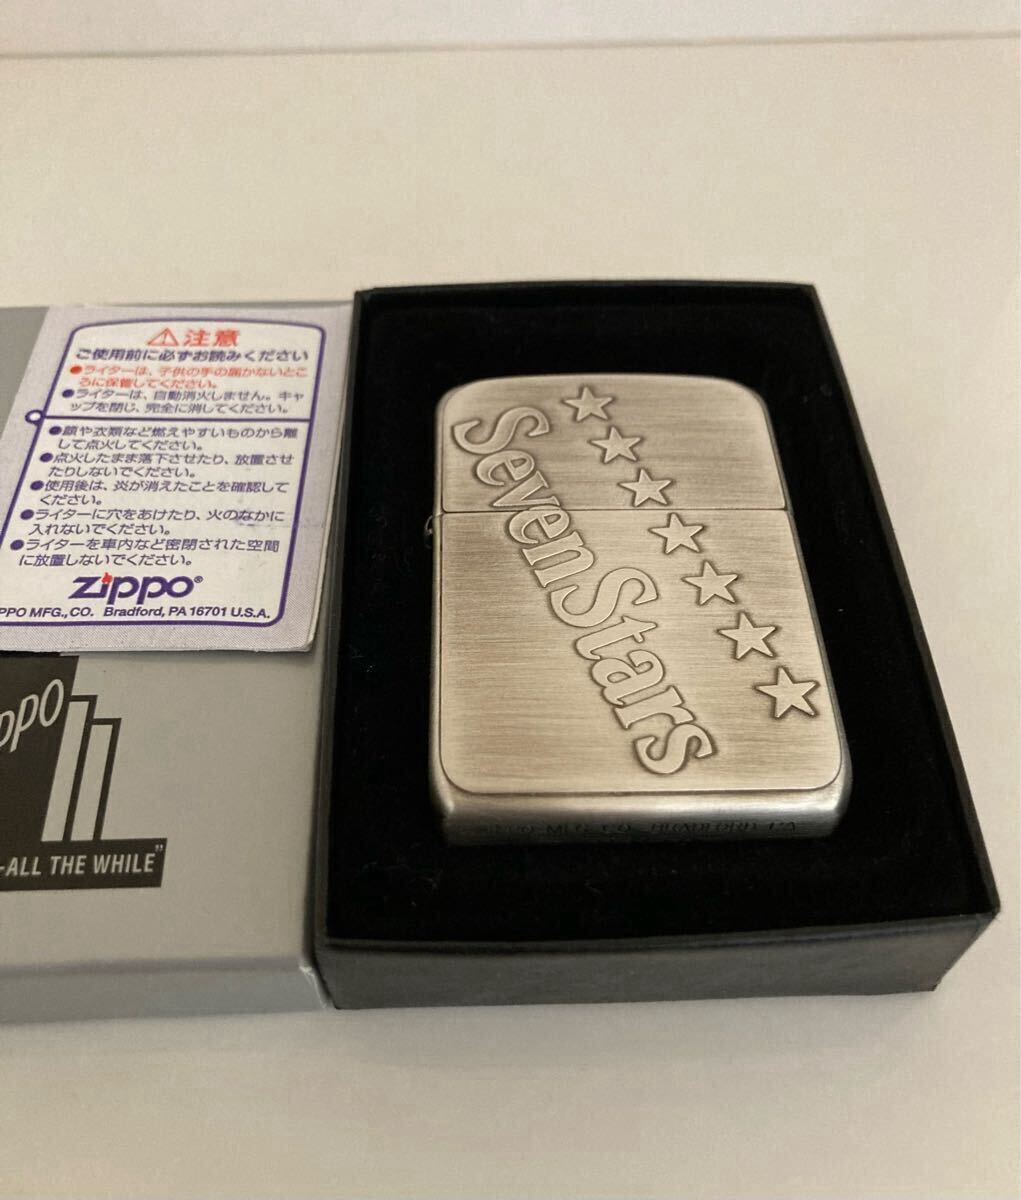 ⚠注意
ご使用前に必ずお読みください
●ライターは、子供の手の届かないとこ
ろに保管してください。
●ライターは、自動消火しません。キャ
ップを閉じ、完全に消してください。
●顔や衣類など燃えやすいものから離
して点火してください。
●点火したまま落下させたり、放置させ
たりしないでください。
●使用後は、炎が消えたことを確認して
ください。
●ライターに穴をあけたり、火のなかに
入れないでください。
●ライターを車内など密閉された空間
に放置しないでください。
Zippo®
PPO MFG., CO. Bradford, PA 16701 U.S.A.
ppo
-ALL THE WHILE"
Seven Stars
ZIPPO MFG. CO. BRADFORD PA